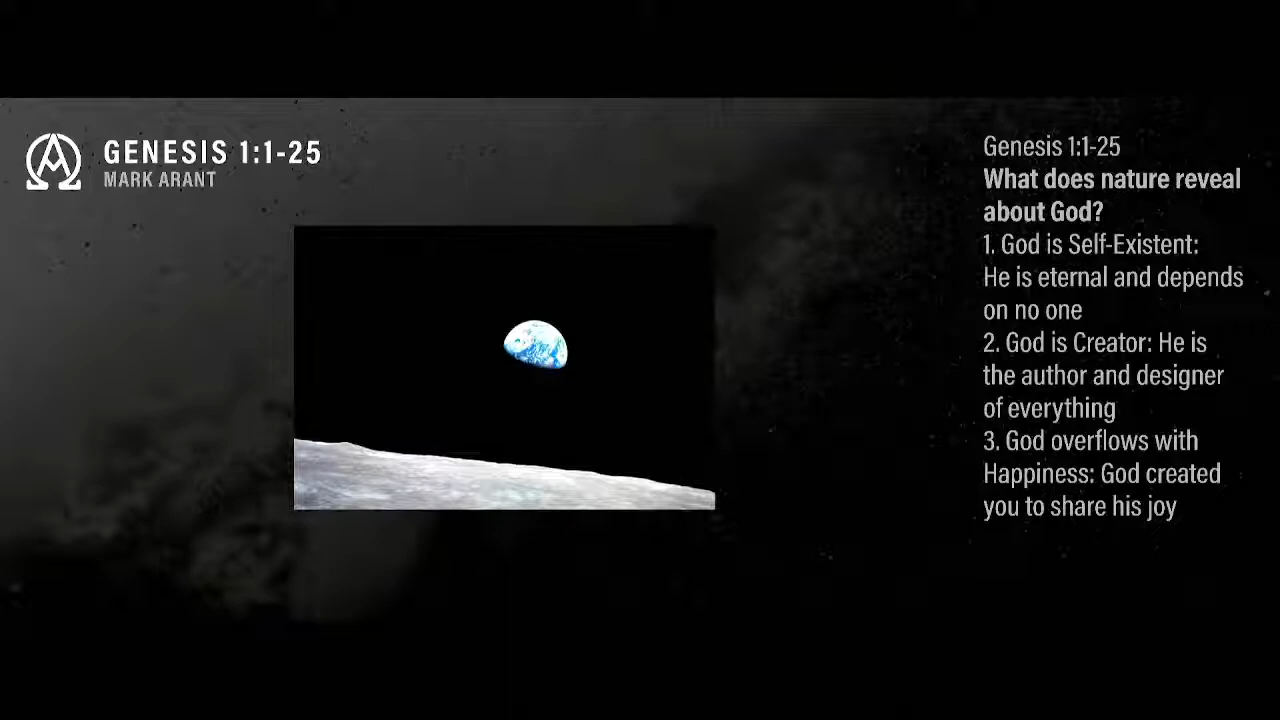 GENESIS 1:1-25
MARK ARANT
Genesis 1:1-25
What does nature reveal
about God?
1. God is Self-Existent:
He is eternal and depends
on no one
2. God is Creator: He is
the author and designer
of everything
3. God overflows with
Happiness: God created
you to share his joy